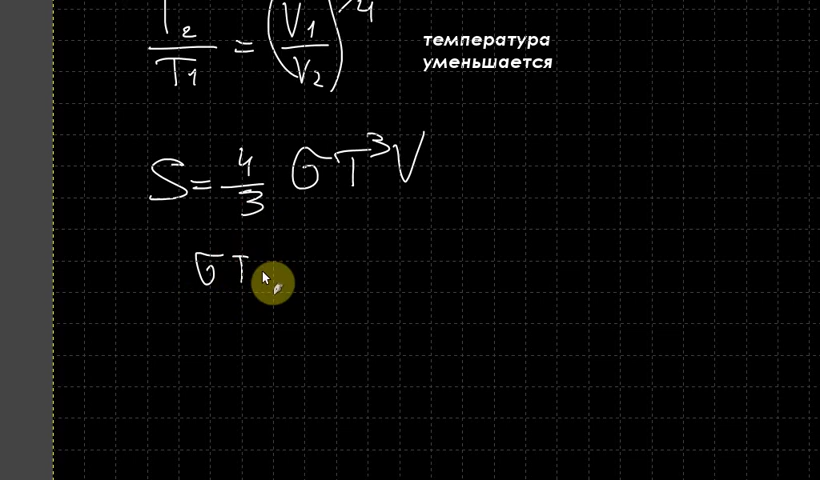 T₂/T₁ = (V₁/V₂)^1/4
температура
уменьшается
S = 4/3 σT³V
σT